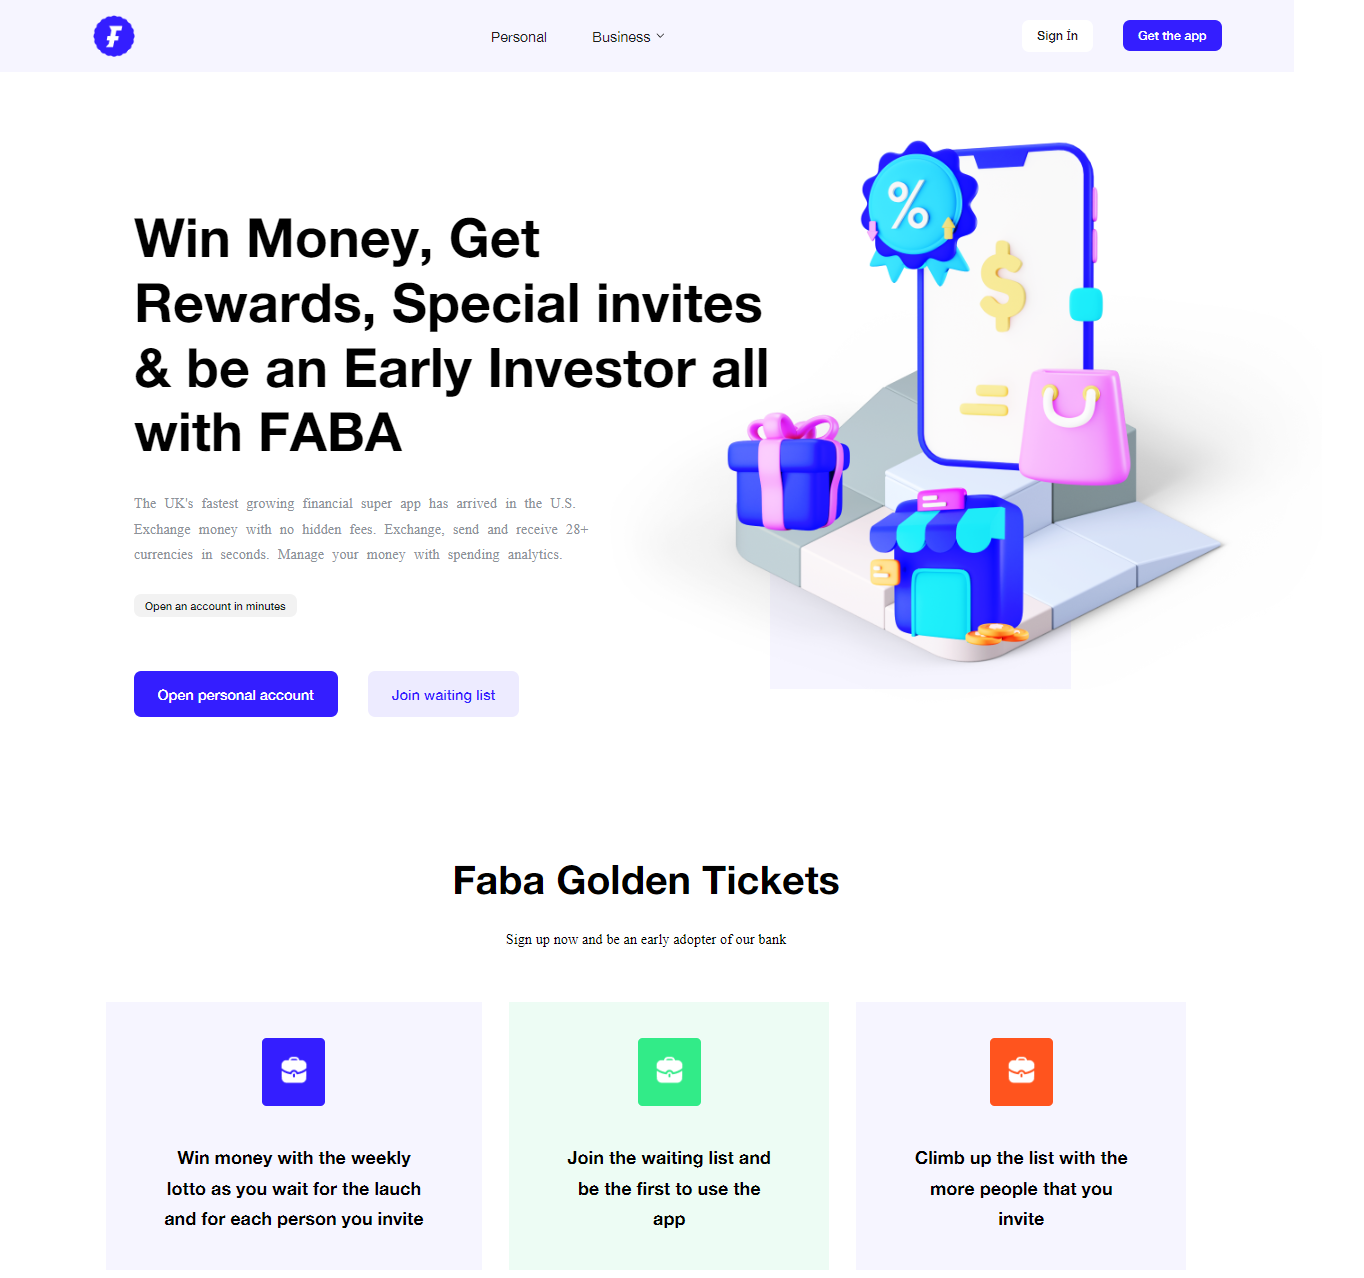 Personal
Business
Sign İn
Get the app
Win Money, Get
Rewards, Special invites
& be an Early Investor all
with FABA
The UK's fastest growing financial super app has arrived in the U.S.
Exchange money with no hidden fees. Exchange, send and receive 28+
currencies in seconds. Manage your money with spending analytics.
Open an account in minutes
Open personal account
Join waiting list
%
$
Faba Golden Tickets
Sign up now and be an early adopter of our bank
Win money with the weekly
lotto as you wait for the lauch
and for each person you invite
Join the waiting list and
be the first to use the
app
Climb up the list with the
more people that you
invite